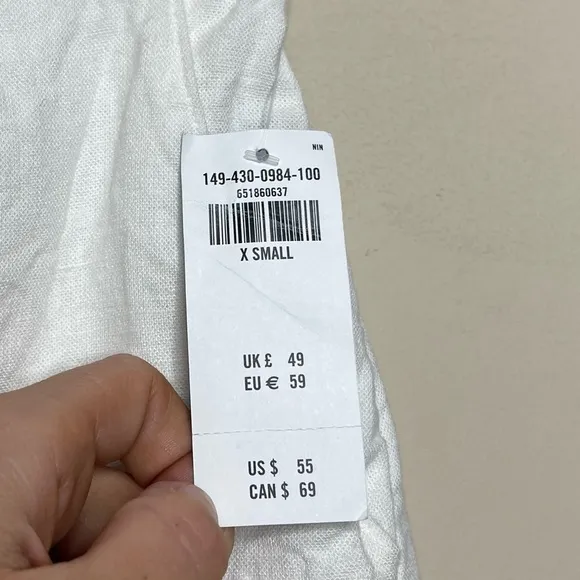 NIN
149-430-0984-100
651860637
X SMALL
UK £ 49
EU € 59
US $ 55
CAN $ 69